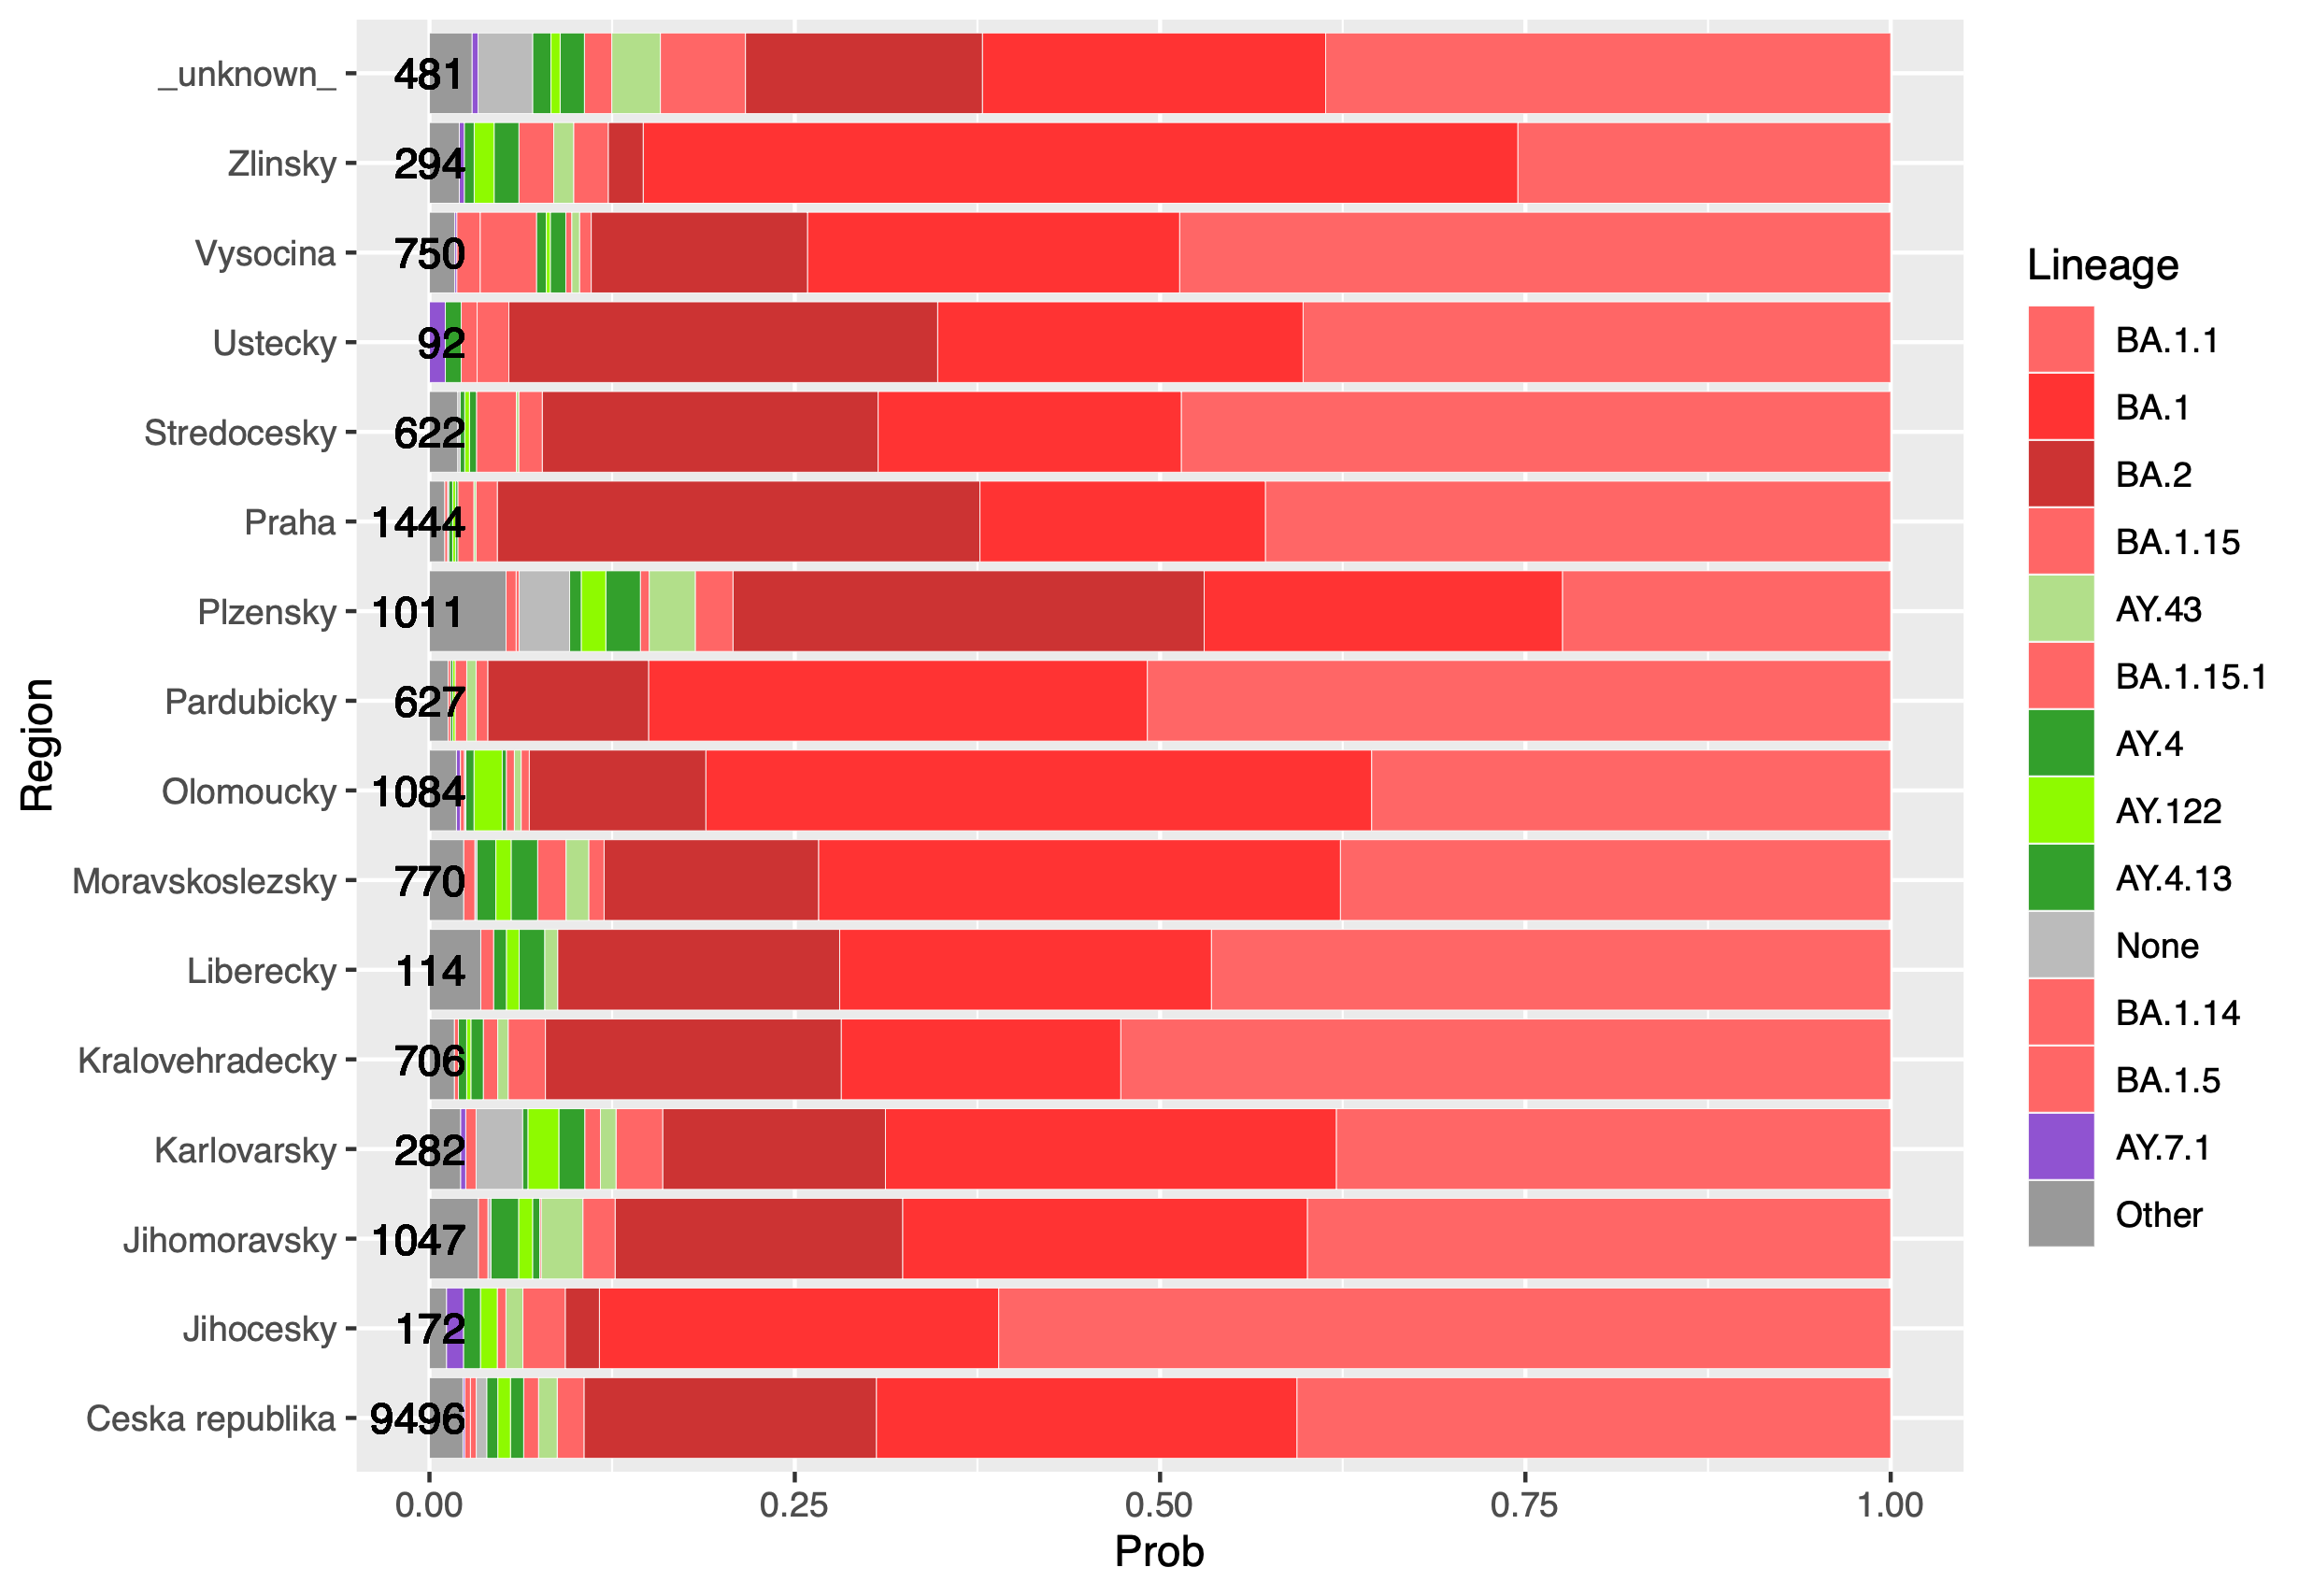 _unknown_ 481
Zlinsky 294
Vysocina 750
Ustecky 92
Stredocesky 622
Praha 1444
Plzensky 1011
Pardubicky 627
Olomoucky 1084
Moravskoslezsky 770
Liberecky 114
Kralovehradecky 706
Karlovarsky 282
Jihomoravsky 1047
Jihocesky 172
Ceska republika 9496
Region
0.00 0.25 0.50 0.75 1.00
Prob
Lineage
BA.1.1
BA.1
BA.2
BA.1.15
AY.43
BA.1.15.1
AY.4
AY.122
AY.4.13
None
BA.1.14
BA.1.5
AY.7.1
Other